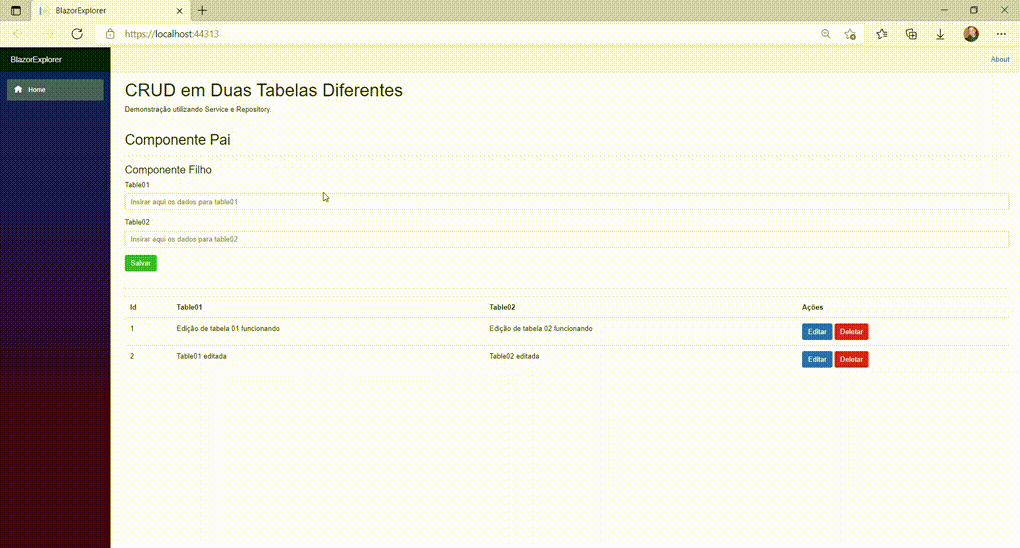 BlazorExplorer
https://localhost:44313
BlazorExplorer
About
Home
CRUD em Duas Tabelas Diferentes
Demonstração utilizando Service e Repository.
Componente Pai
Componente Filho
Table01
Insirar aqui os dados para table01
Table02
Insirar aqui os dados para table02
Salvar
Id Table01 Table02 Ações
1 Edição de tabela 01 funcionando Edição de tabela 02 funcionando Editar Deletar
2 Table01 editada Table02 editada Editar Deletar